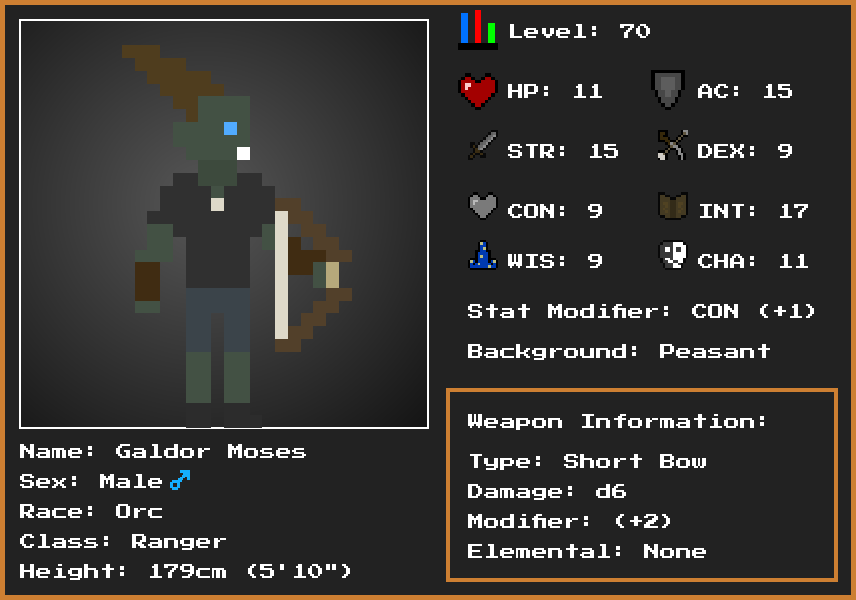 Level: 70
HP: 11
AC: 15
STR: 15
DEX: 9
CON: 9
INT: 17
WIS: 9
CHA: 11
Stat Modifier: CON (+1)
Background: Peasant
Weapon Information:
Type: Short Bow
Damage: d6
Modifier: (+2)
Elemental: None
Name: Galdor Moses
Sex: Male ♂
Race: Orc
Class: Ranger
Height: 179cm (5'10")